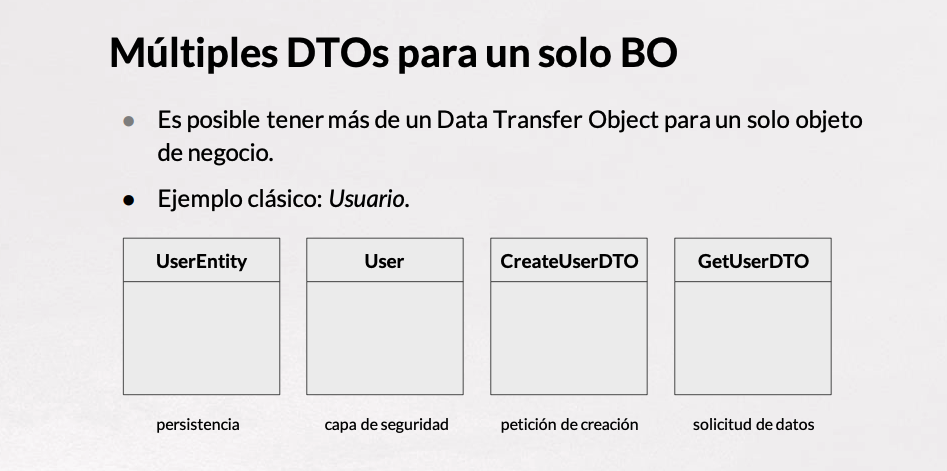 Múltiples DTOs para un solo BO
● Es posible tener más de un Data Transfer Object para un solo objeto
de negocio.
● Ejemplo clásico: Usuario.
UserEntity
User
CreateUserDTO
GetUserDTO
persistencia
capa de seguridad
petición de creación
solicitud de datos